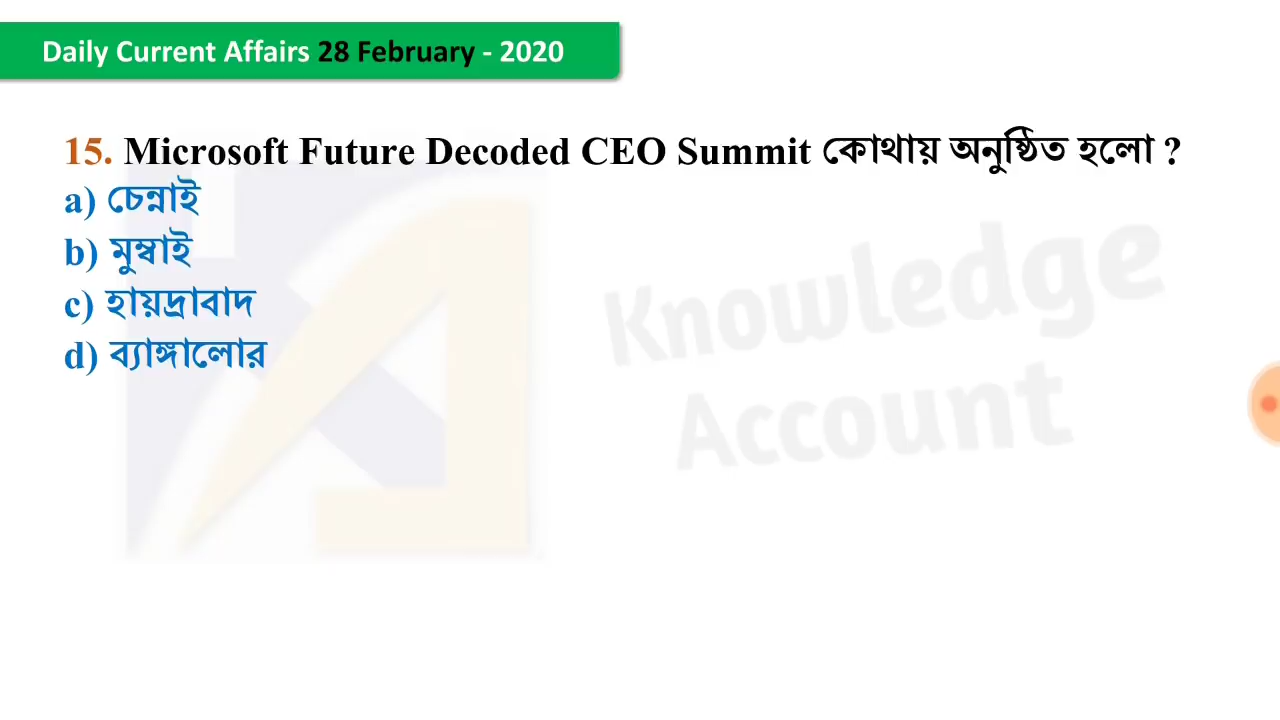 Daily Current Affairs 28 February - 2020
15. Microsoft Future Decoded CEO Summit কোথায় অনুষ্ঠিত হলো ?
a) চেন্নাই
b) মুম্বাই
c) হায়দ্রাবাদ
d) ব্যাঙ্গালোর
Knowledge
Account